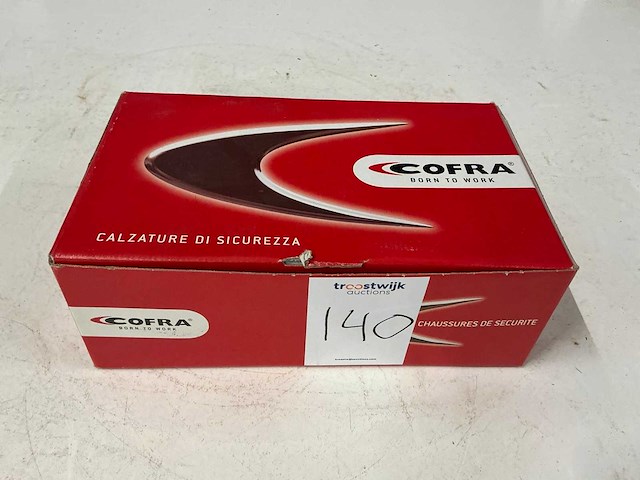 COFRA®
BORN TO WORK
CALZATURE DI SICUREZZA
troostwijk
auctions
140
COFRA
BORN TO WORK
CHAUSSURES DE SECURITE